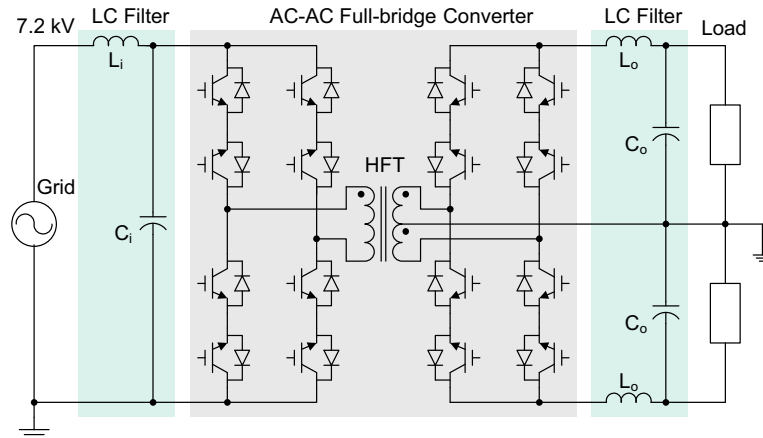 LC Filter
AC-AC Full-bridge Converter
LC Filter
7.2 kV
Load
Lᵢ
Lₒ
Cₒ
HFT
Grid
Cᵢ
Cₒ
Lₒ